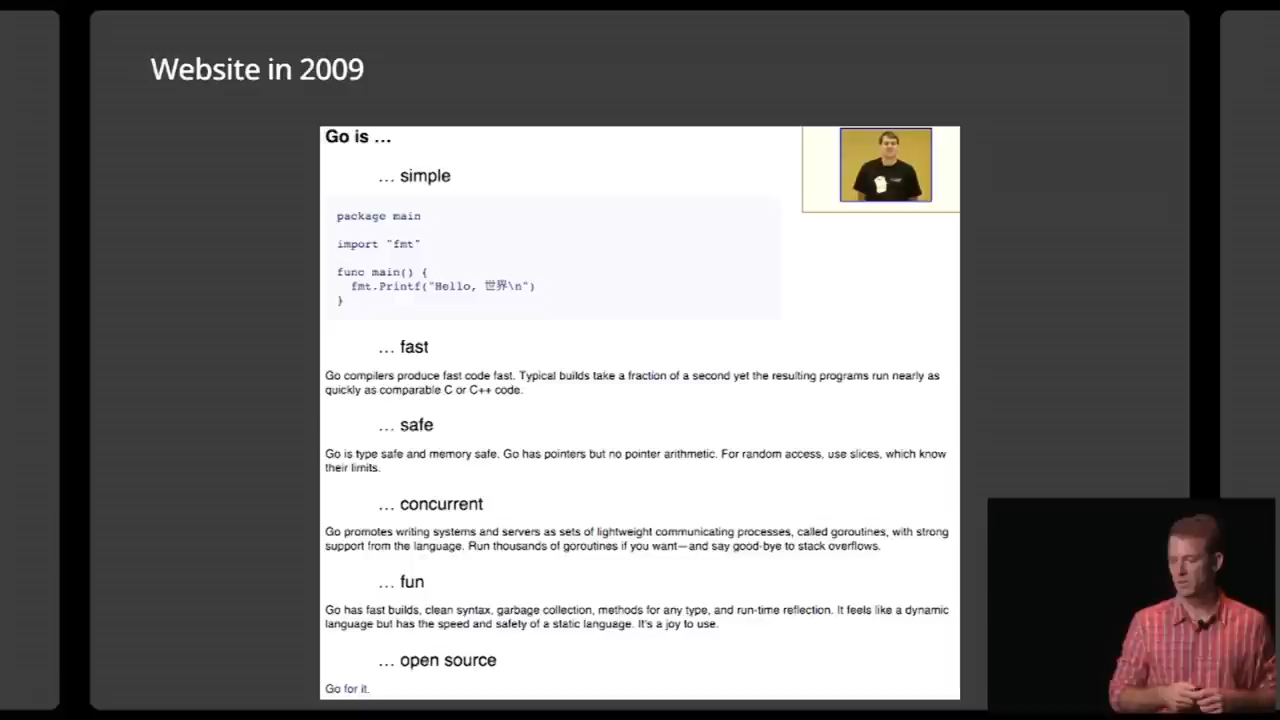 Website in 2009
Go is ...
... simple
package main
import "fmt"
func main() {
fmt.Printf("Hello, 世界\n")
}
... fast
Go compilers produce fast code fast. Typical builds take a fraction of a second yet the resulting programs run nearly as
quickly as comparable C or C++ code.
... safe
Go is type safe and memory safe. Go has pointers but no pointer arithmetic. For random access, use slices, which know
their limits.
... concurrent
Go promotes writing systems and servers as sets of lightweight communicating processes, called goroutines, with strong
support from the language. Run thousands of goroutines if you want—and say good-bye to stack overflows.
... fun
Go has fast builds, clean syntax, garbage collection, methods for any type, and run-time reflection. It feels like a dynamic
language but has the speed and safety of a static language. It's a joy to use.
... open source
Go for it.